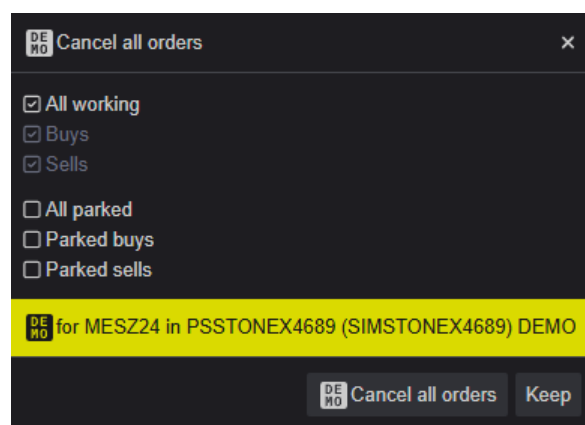 DE
MO Cancel all orders ×
All working
Buys
Sells
All parked
Parked buys
Parked sells
DE
MO for MESZ24 in PSSTONEX4689 (SIMSTONEX4689) DEMO
DE
MO Cancel all orders Keep